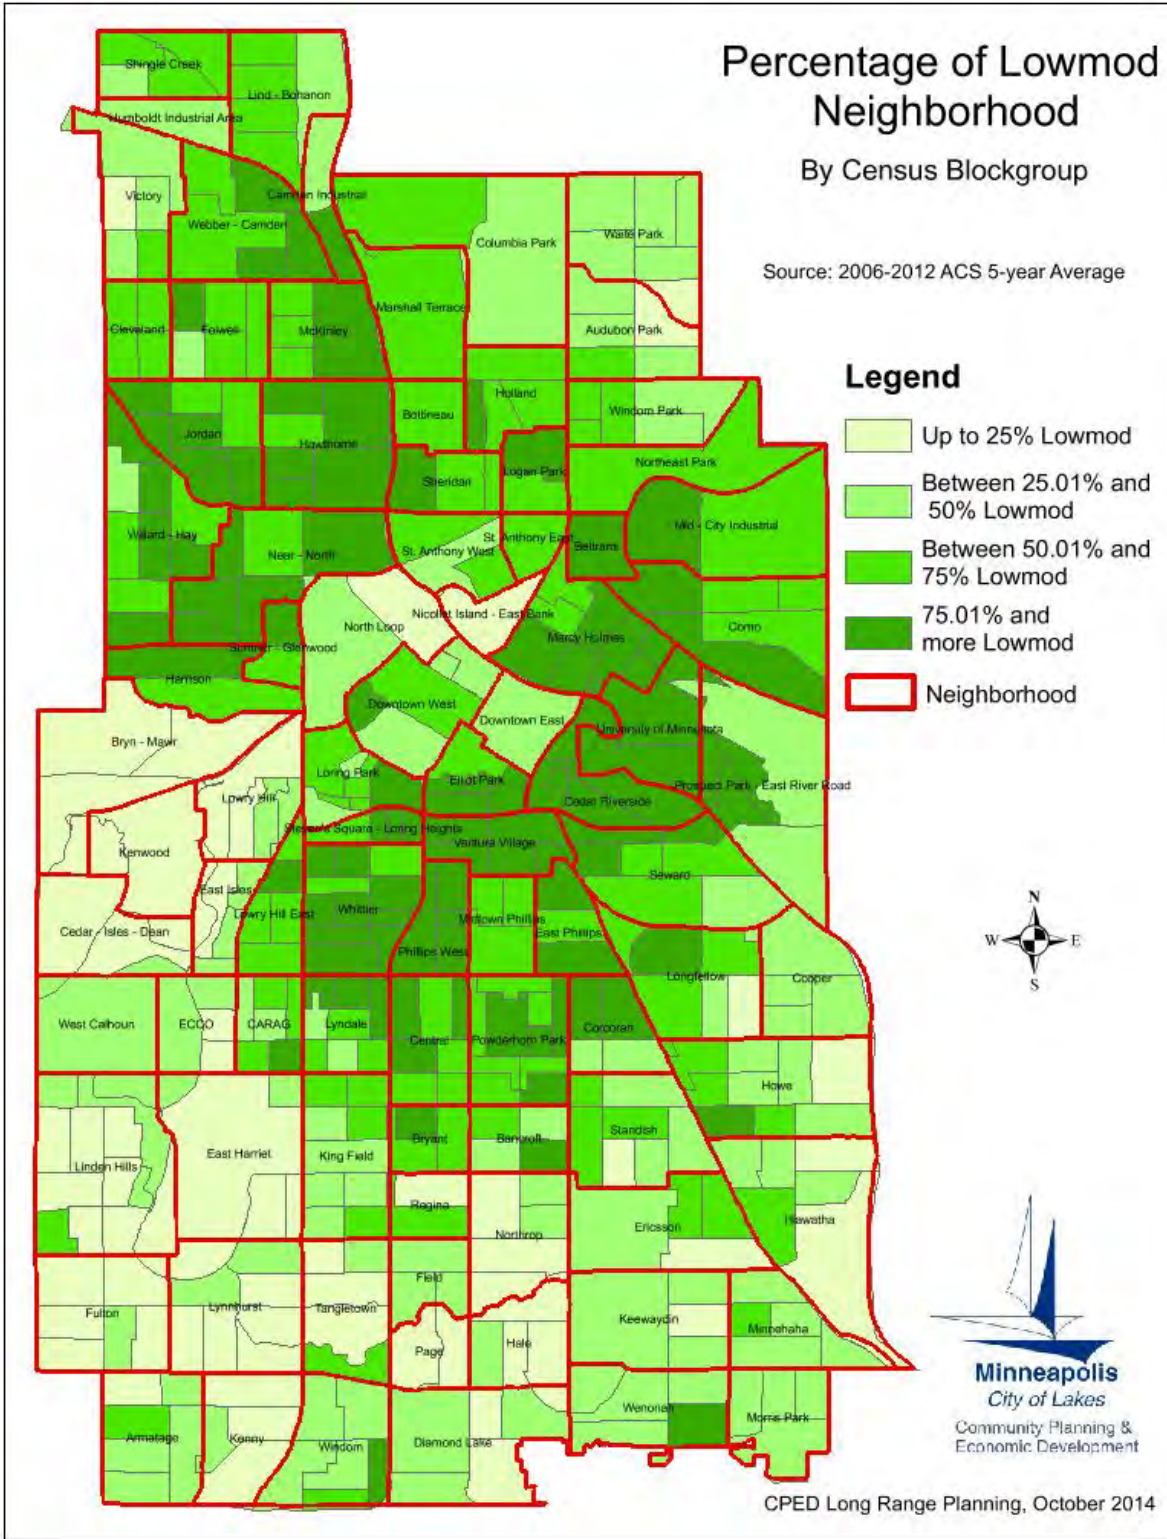 Percentage of Lowmod
Neighborhood
By Census Blockgroup
Source: 2006-2012 ACS 5-year Average
Legend
Up to 25% Lowmod
Between 25.01% and
50% Lowmod
Between 50.01% and
75% Lowmod
75.01% and
more Lowmod
Neighborhood
Shingle Creek
Lind - Bohanon
Humboldt Industrial Area
Victory
Camden Industrial
Webber - Camden
Columbia Park
Waite Park
Marshall Terrace
Cleveland
Folwell
McKinley
Audubon Park
Holland
Bottineau
Windom Park
Jordan
Hawthorne
Northeast Park
Logan Park
Sheridan
Mid - City Industrial
Willard - Hay
St. Anthony East
Beltrami
Near - North
St. Anthony West
Nicollet Island - East Bank
North Loop
Como
Marcy Holmes
Sumner - Glenwood
Harrison
Downtown West
Downtown East
University of Minnesota
Bryn - Mawr
Loring Park
Elliot Park
Prospect Park - East River Road
Lowry Hill
Cedar Riverside
Steven's Square - Loring Heights
Ventura Village
Kenwood
Seward
East Isles
Lowry Hill East
Whittier
Midtown Phillips
Cedar - Isles - Dean
East Phillips
Phillips West
Longfellow
Cooper
West Calhoun
ECCO
CARAG
Lyndale
Central
Powderhorn Park
Corcoran
Howe
Standish
Bryant
Bancroft
East Harriet
King Field
Linden Hills
Regina
Northrop
Ericsson
Hiawatha
Field
Fulton
Lynnhurst
Tangletown
Keewaydin
Minnehaha
Page
Hale
Wenonah
Morris Park
Armatage
Kenny
Windom
Diamond Lake
N
W
E
S
Minneapolis
City of Lakes
Community Planning &
Economic Development
CPED Long Range Planning, October 2014